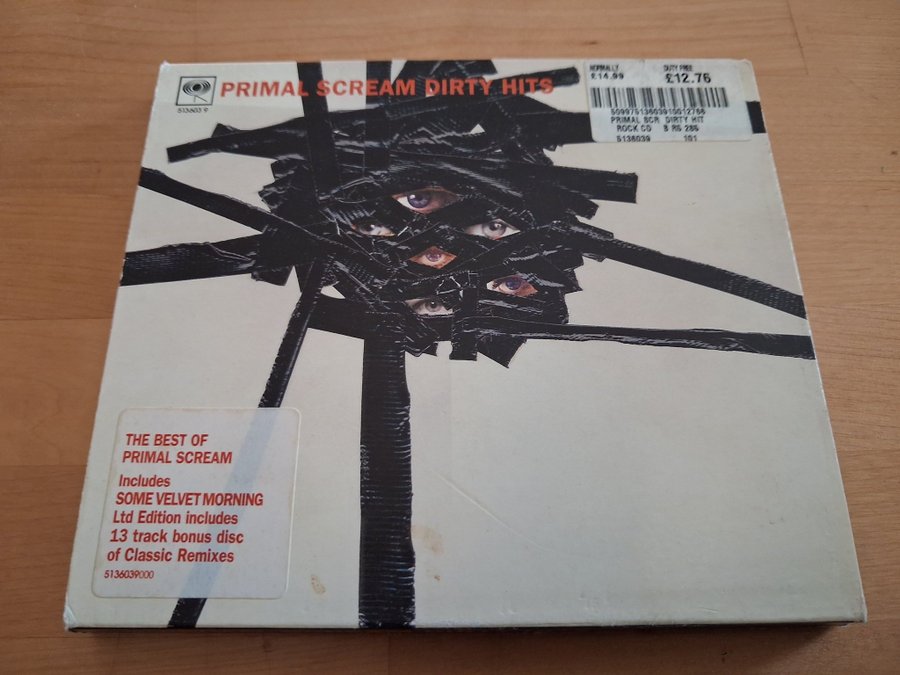 PRIMAL SCREAM DIRTY HITS
513603 9
NORMALLY DUTY FREE
£14.99 £12.76
PRIMAL SCR DIRTY HIT
ROCK CD B RS 286
5136039 101
THE BEST OF
PRIMAL SCREAM
Includes
SOME VELVET MORNING
Ltd Edition includes
13 track bonus disc
of Classic Remixes
5136039000